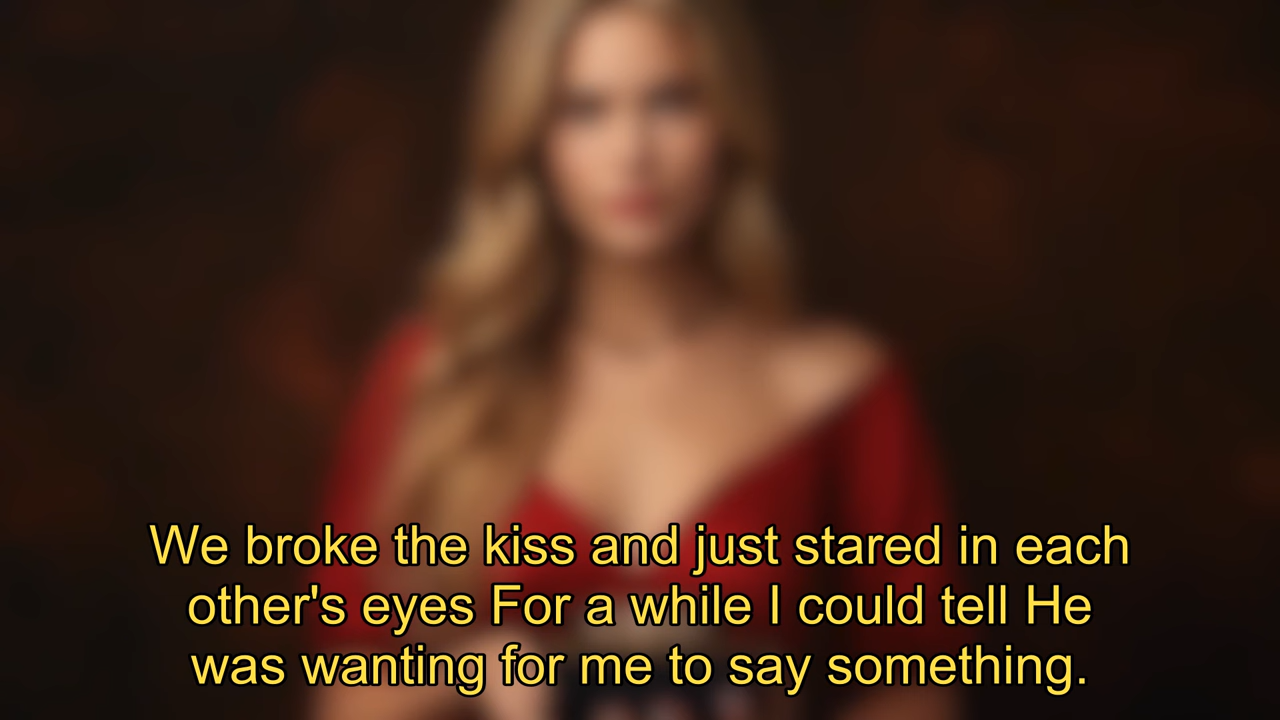 We broke the kiss and just stared in each
other's eyes For a while I could tell He
was wanting for me to say something.